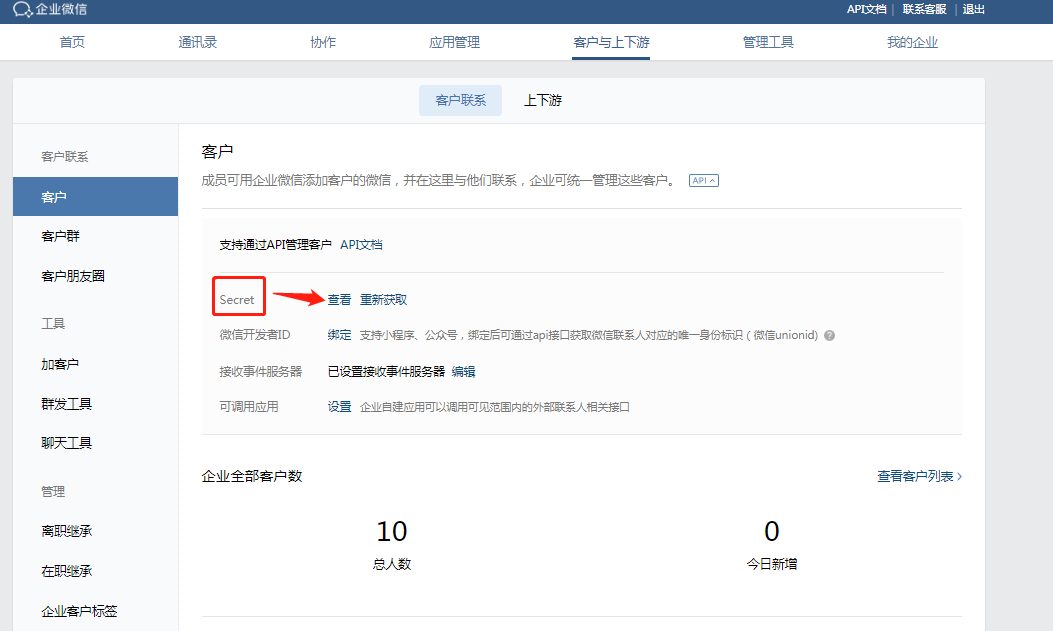 企业微信
API文档 | 联系客服 | 退出
首页 通讯录 协作 应用管理 客户与上下游 管理工具 我的企业
客户联系 上下游
客户联系
客户
客户群
客户朋友圈
工具
加客户
群发工具
聊天工具
管理
离职继承
在职继承
企业客户标签
客户
成员可用企业微信添加客户的微信，并在这里与他们联系，企业可统一管理这些客户。 API
支持通过API管理客户 API文档
Secret 查看 重新获取
微信开发者ID 绑定 支持小程序、公众号，绑定后可通过api接口获取微信联系人对应的唯一身份标识（微信unionid) ?
接收事件服务器 已设置接收事件服务器 编辑
可调用应用 设置 企业自建应用可以调用可见范围内的外部联系人相关接口
企业全部客户数 查看客户列表 >
10 0
总人数 今日新增